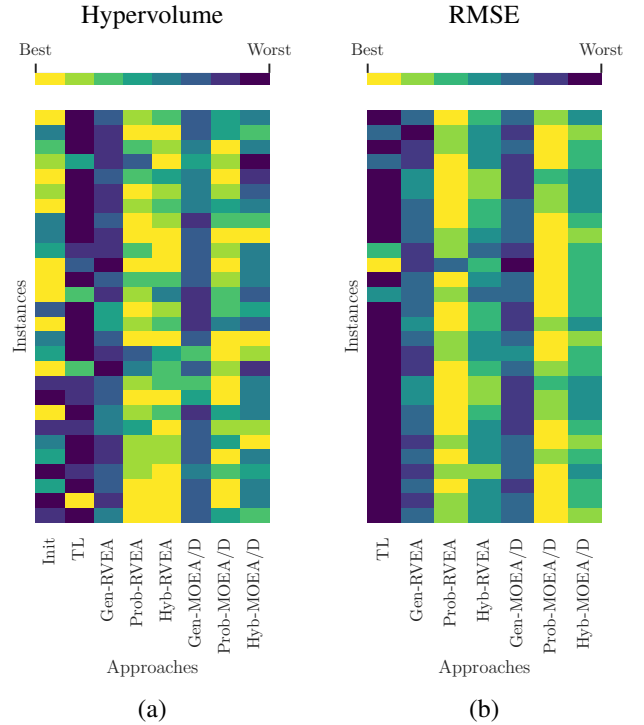 Hypervolume
Best
Worst
Instances
Init
TL
Gen-RVEA
Prob-RVEA
Hyb-RVEA
Gen-MOEA/D
Prob-MOEA/D
Hyb-MOEA/D
Approaches
(a)
RMSE
Best
Worst
Instances
TL
Gen-RVEA
Prob-RVEA
Hyb-RVEA
Gen-MOEA/D
Prob-MOEA/D
Hyb-MOEA/D
Approaches
(b)